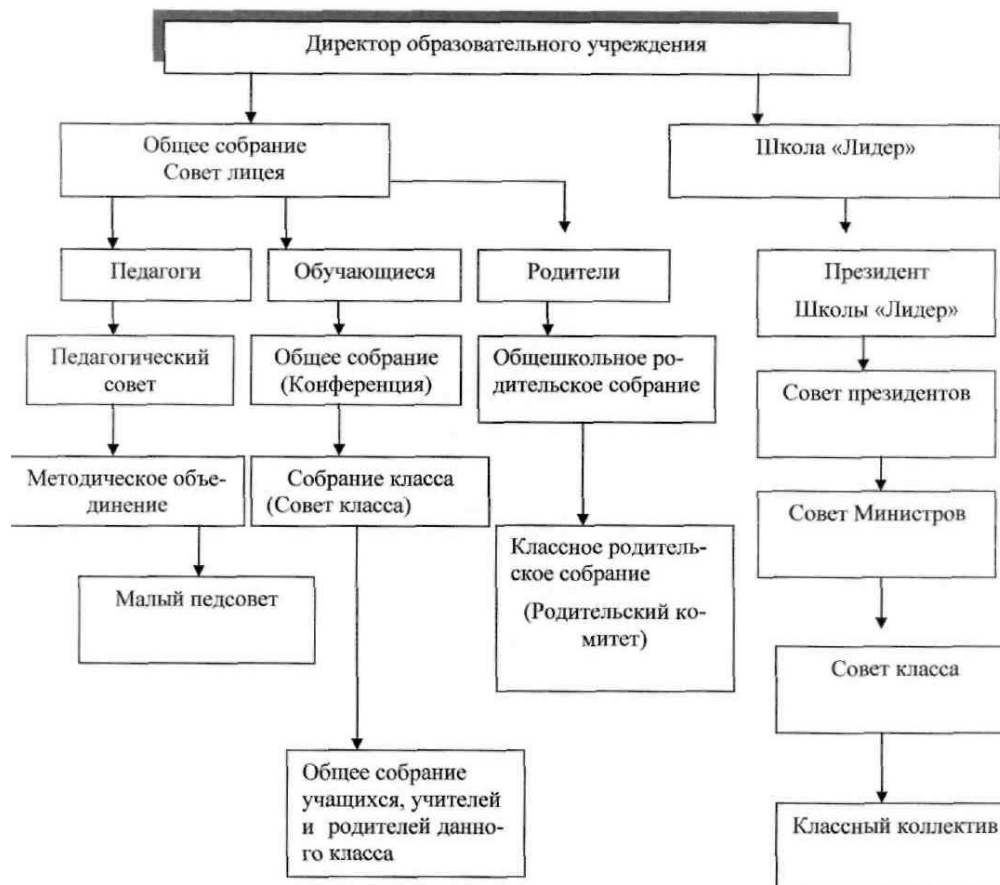 Директор образовательного учреждения
Общее собрание
Совет лицея
Школа «Лидер»
Педагоги
Обучающиеся
Родители
Президент
Школы «Лидер»
Педагогический
совет
Общее собрание
(Конференция)
Общешкольное ро-
дительское собрание
Совет президентов
Методическое объе-
динение
Собрание класса
(Совет класса)
Совет Министров
Классное родитель-
ское собрание
(Родительский ко-
митет)
Малый педсовет
Совет класса
Общее собрание
учащихся, учителей
и родителей данно-
го класса
Классный коллектив